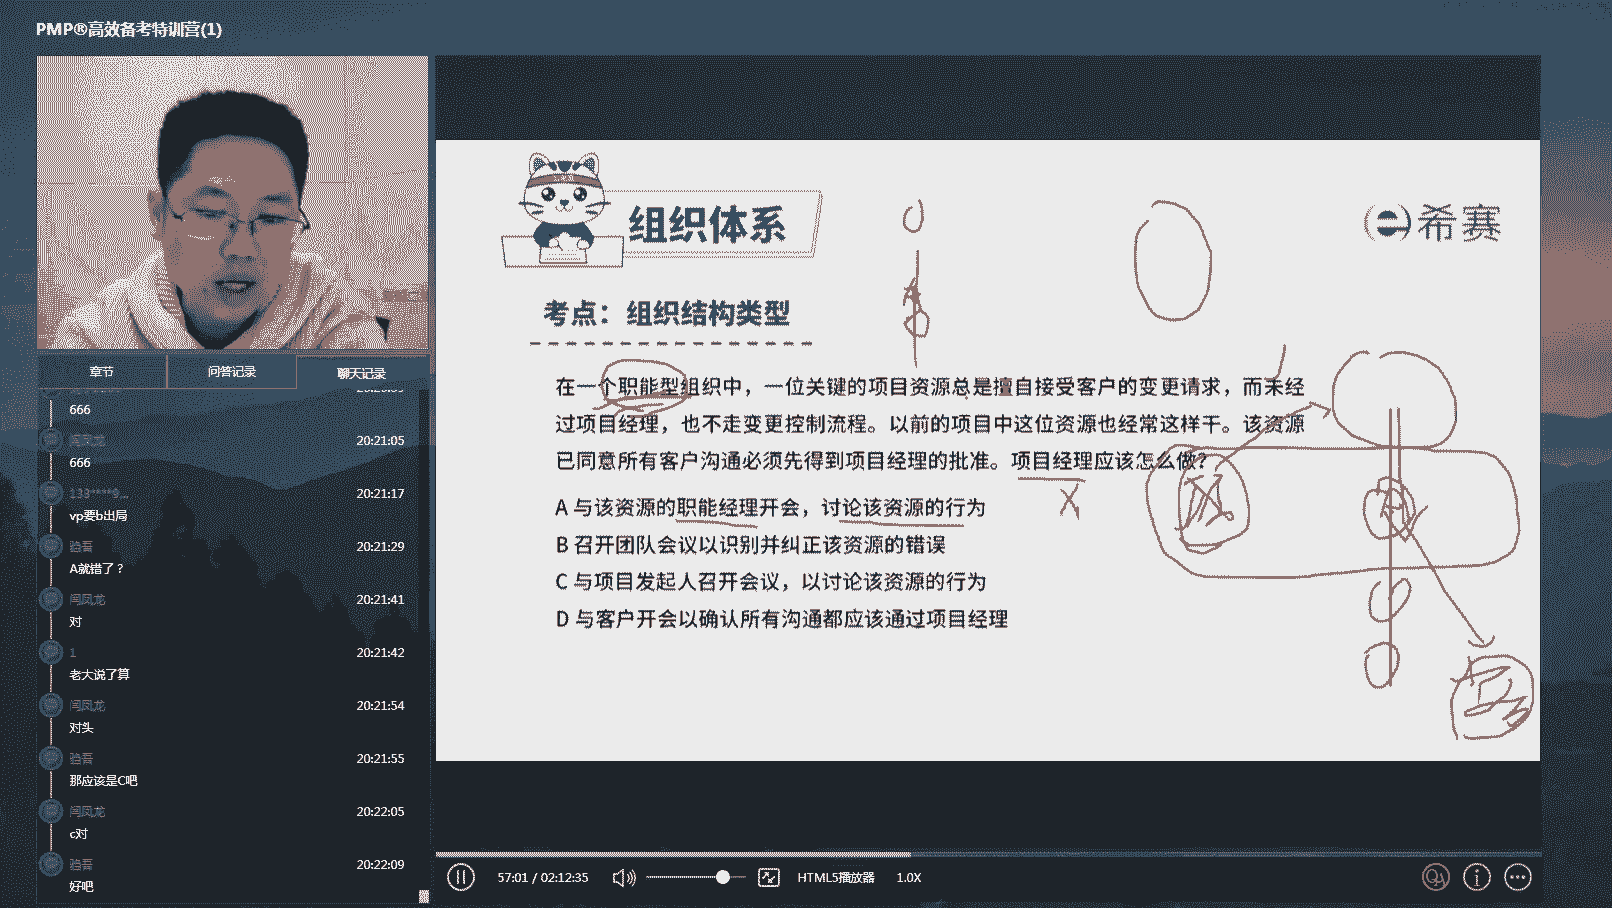 PMP®高效备考特训营(1)
章节
问答记录
聊天记录
666
闫凤龙
20:21:05
666
133****9...
20:21:17
vp要b出局
20:21:29
A就错了？
闫凤龙
20:21:41
对
1
20:21:42
老大说了算
闫凤龙
20:21:54
对头
20:21:55
那应该是C吧
闫凤龙
20:22:05
c对
20:22:09
好吧
组织体系
希赛
考点：组织结构类型
在一个职能型组织中，一位关键的项目资源总是擅自接受客户的变更请求，而未经
过项目经理，也不走变更控制流程。以前的项目中这位资源也经常这样干。该资源
已同意所有客户沟通必须先得到项目经理的批准。项目经理应该怎么做？
A 与该资源的职能经理开会，讨论该资源的行为
B 召开团队会议以识别并纠正该资源的错误
C 与项目发起人召开会议，以讨论该资源的行为
D 与客户开会以确认所有沟通都应该通过项目经理
57:01 / 02:12:35
HTML5播放器
1.0X